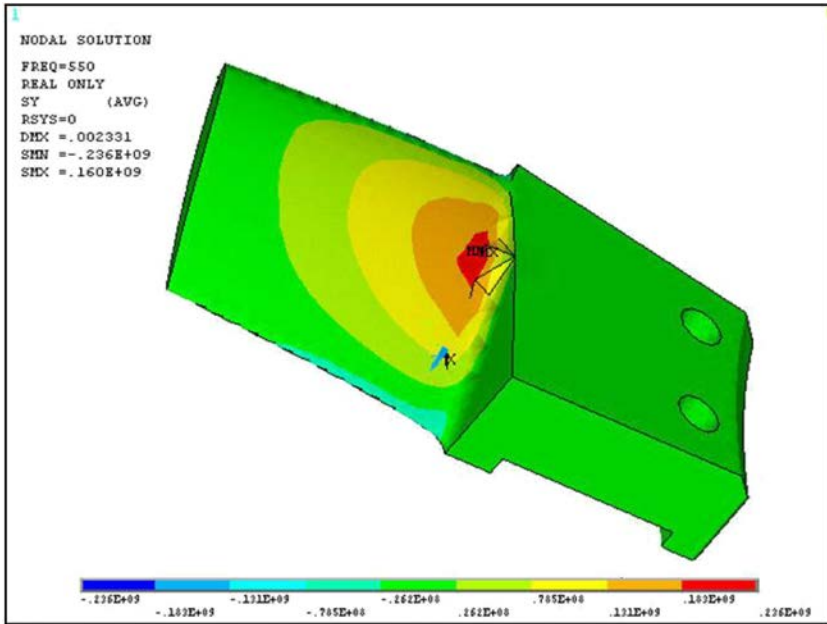 1
NODAL SOLUTION
FREQ=550
REAL ONLY
SY (AVG)
RSYS=0
DMX =.002331
SMN =-.236E+09
SMX =.160E+09
X
-.236E+09 -.131E+09 -.262E+08 .785E+08 .183E+09
-.183E+09 -.785E+08 .262E+08 .131E+09 .236E+09